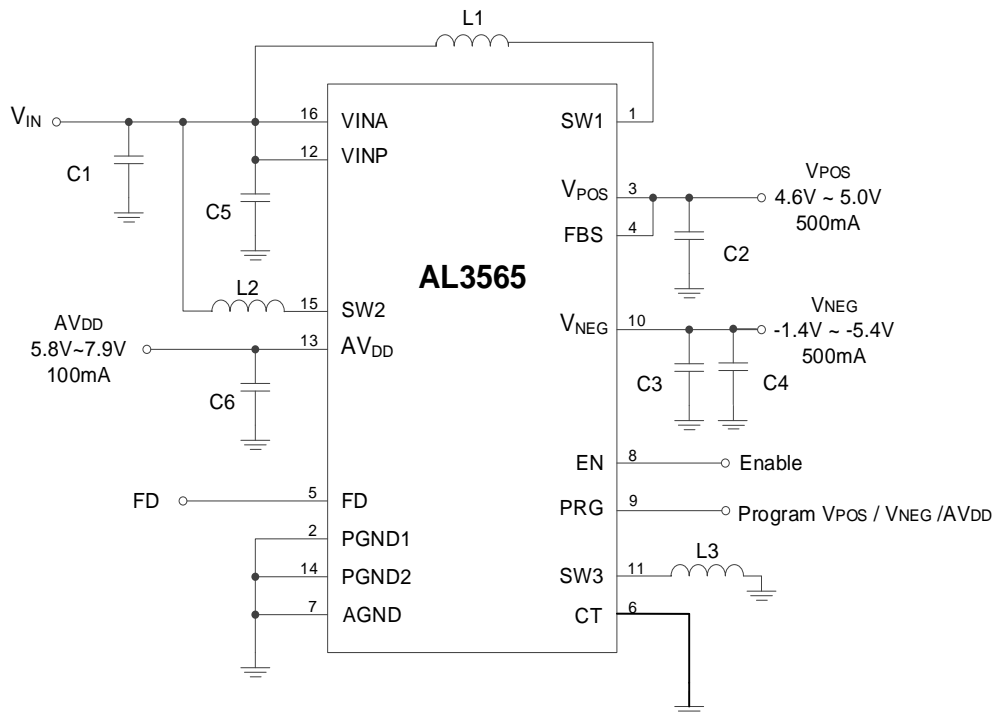 L1
VIN
C1
C5
16 VINA
12 VINP
SW1 1
VPOS 3
FBS 4
VPOS
4.6V ~ 5.0V
500mA
C2
AL3565
L2
15 SW2
AVDD
5.8V~7.9V
100mA
13 AVDD
C6
VNEG 10
VNEG
-1.4V ~ -5.4V
500mA
C3
C4
EN 8
Enable
FD
5 FD
PRG 9
Program VPOS / VNEG /AVDD
2 PGND1
14 PGND2
7 AGND
L3
SW3 11
CT 6